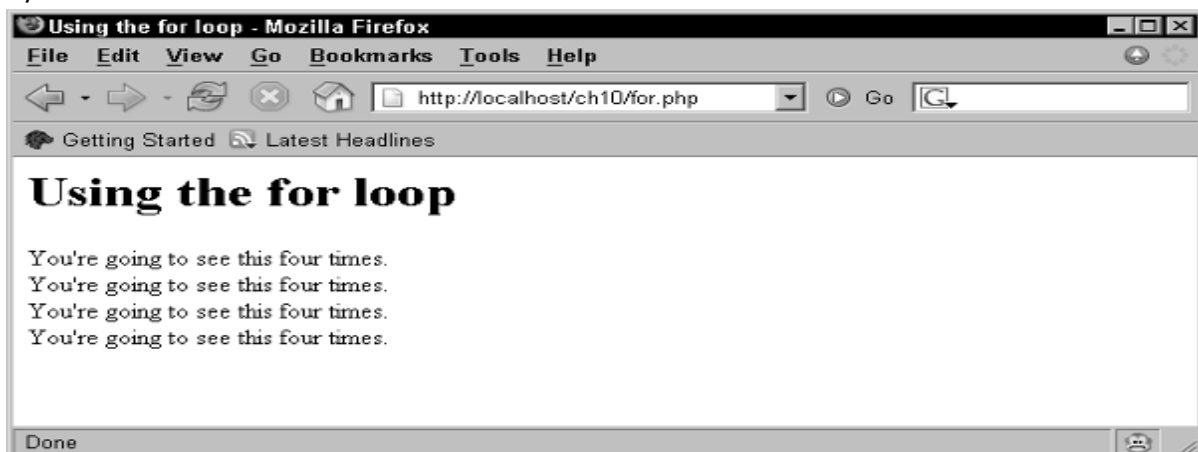 Using the for loop - Mozilla Firefox
File Edit View Go Bookmarks Tools Help
http://localhost/ch10/for.php Go G
Getting Started Latest Headlines
Using the for loop
You're going to see this four times.
You're going to see this four times.
You're going to see this four times.
You're going to see this four times.
Done